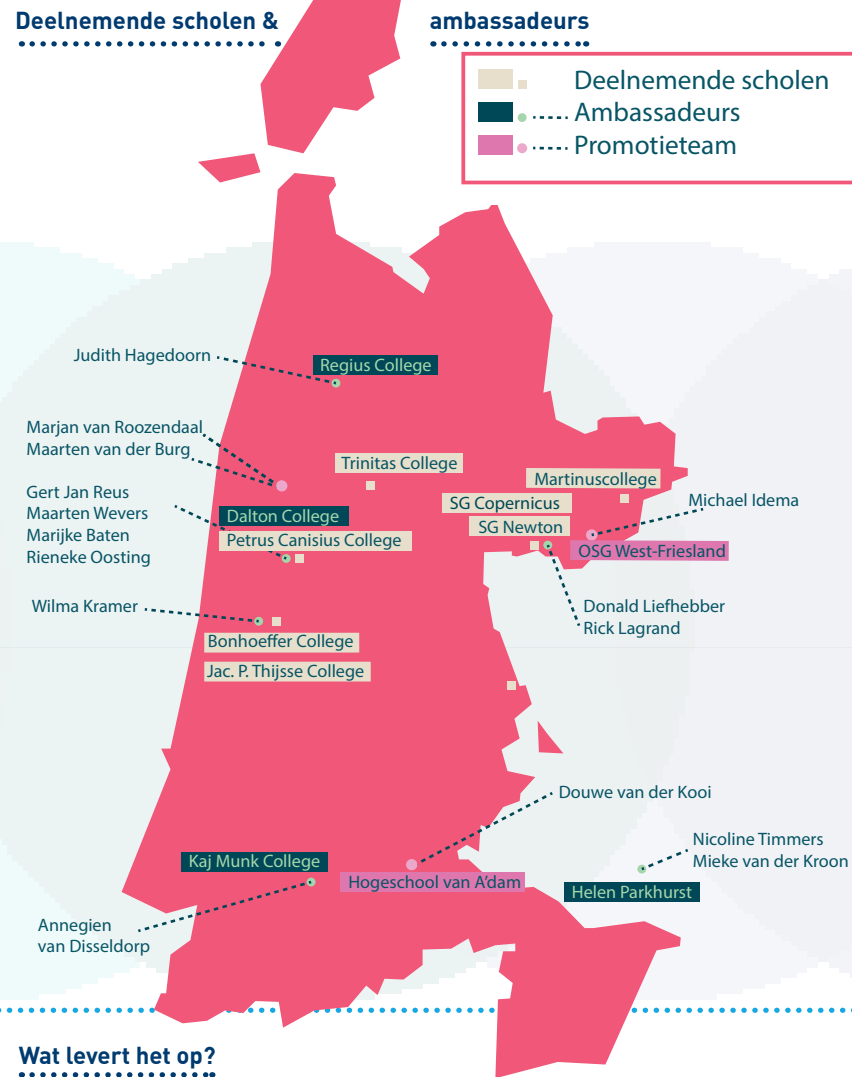 Deelnemende scholen & ambassadeurs
Deelnemende scholen
Ambassadeurs
Promotieteam
Judith Hagedoorn
Regius College
Marjan van Roozendaal
Maarten van der Burg
Trinitas College
Martinuscollege
SG Copernicus
SG Newton
Michael Idema
OSG West-Friesland
Gert Jan Reus
Maarten Wevers
Marijke Baten
Rieneke Oosting
Dalton College
Petrus Canisius College
Wilma Kramer
Donald Liefhebber
Rick Lagrand
Bonhoeffer College
Jac. P. Thijsse College
Douwe van der Kooi
Nicoline Timmers
Mieke van der Kroon
Kaj Munk College
Hogeschool van A'dam
Helen Parkhurst
Annegien
van Disseldorp
Wat levert het op?